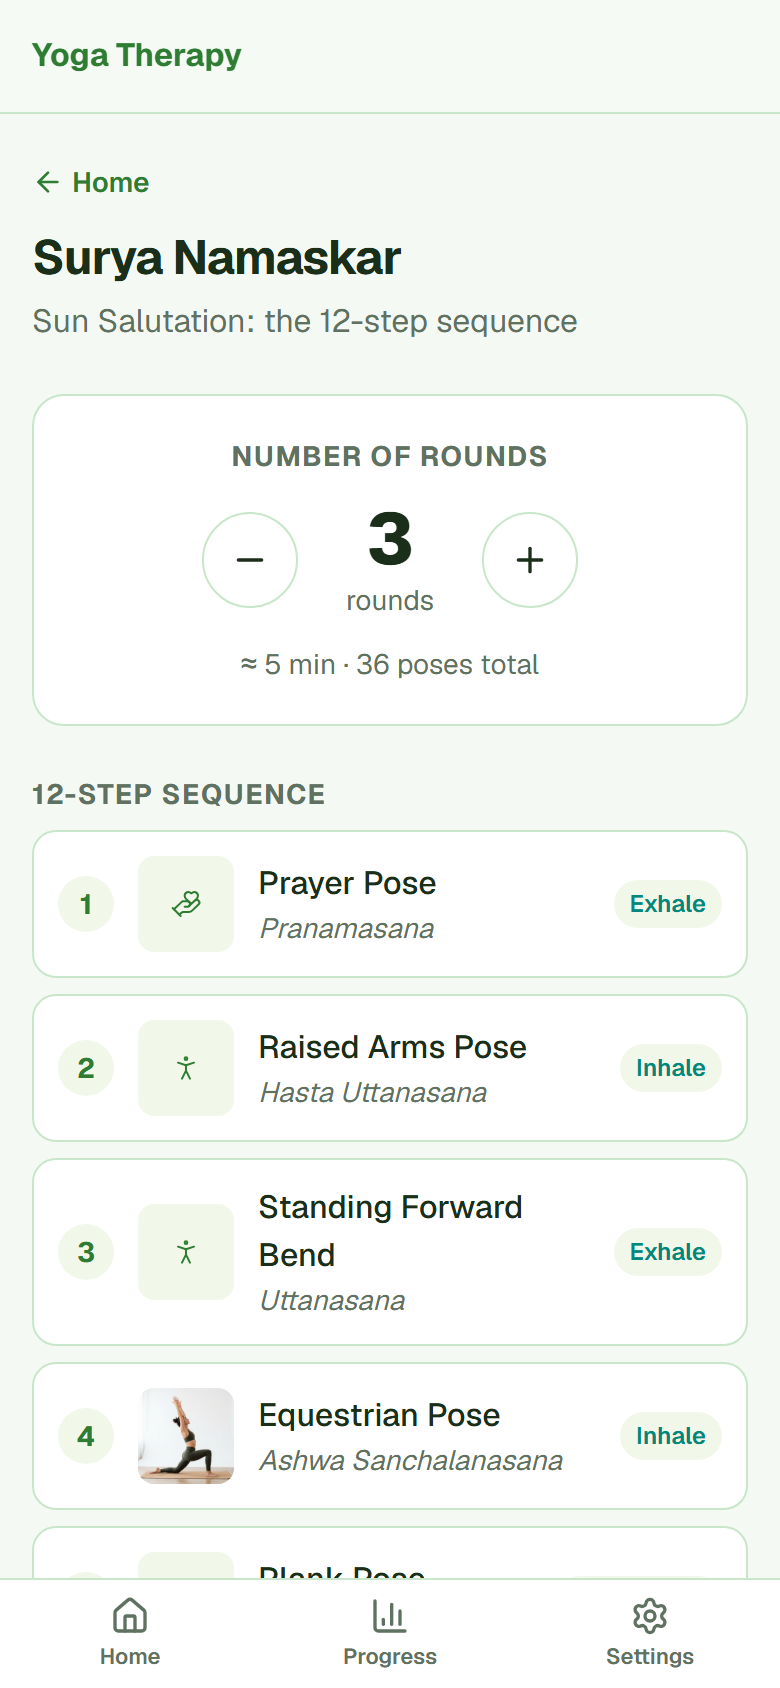 Yoga Therapy
Home
Surya Namaskar
Sun Salutation: the 12-step sequence
NUMBER OF ROUNDS
3
rounds
≈ 5 min · 36 poses total
12-STEP SEQUENCE
1
Prayer Pose
Pranamasana
Exhale
2
Raised Arms Pose
Hasta Uttanasana
Inhale
3
Standing Forward
Bend
Uttanasana
Exhale
4
Equestrian Pose
Ashwa Sanchalanasana
Inhale
Plank Pose
Home
Progress
Settings